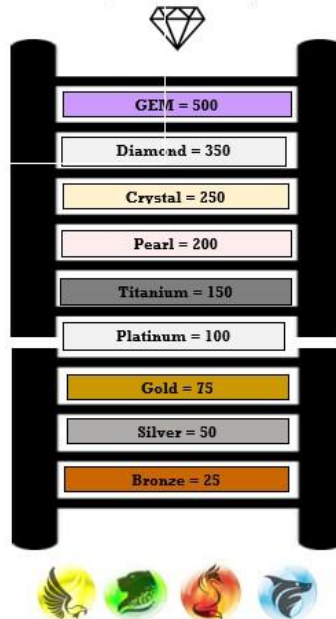 GEM = 500
Diamond = 350
Crystal = 250
Pearl = 200
Titanium = 150
Platinum = 100
Gold = 75
Silver = 50
Bronze = 25